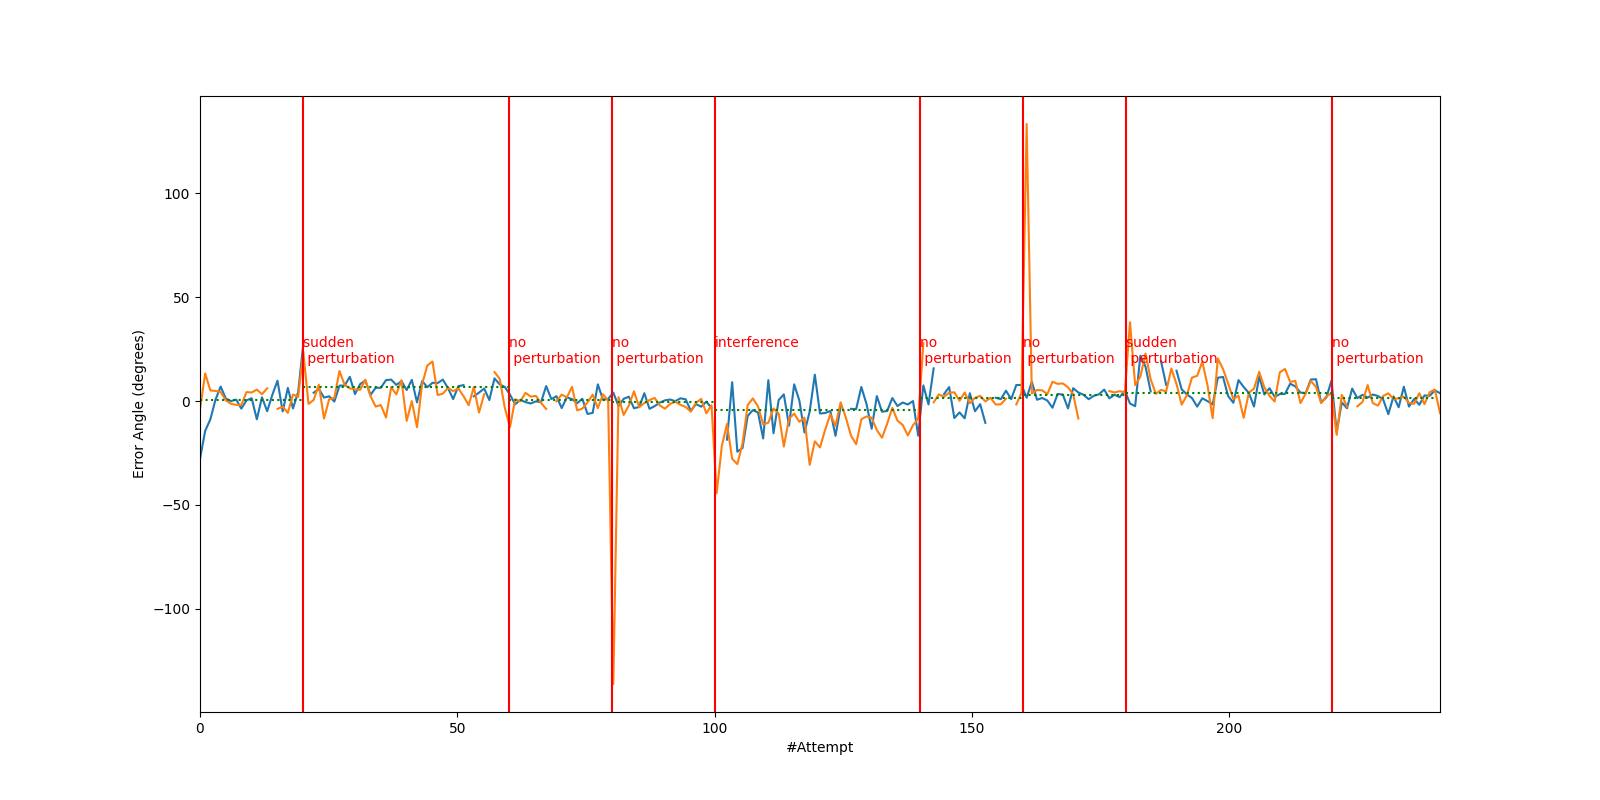 100
50
0
−50
−100
Error Angle (degrees)
sudden
perturbation
no
perturbation
no
perturbation
interference
no
perturbation
no
perturbation
sudden
perturbation
no
perturbation
0
50
100
150
200
#Attempt